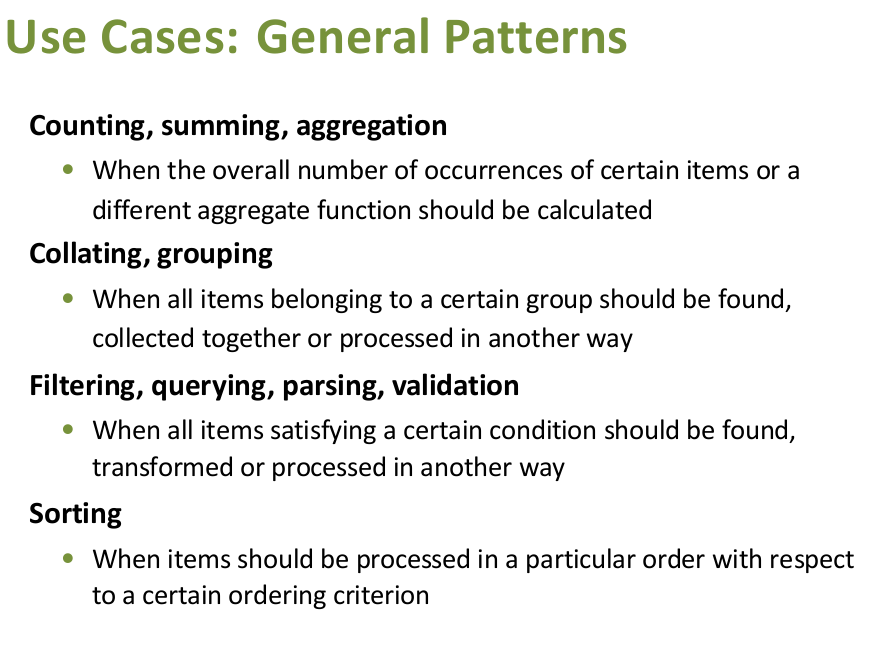 Use Cases: General Patterns
Counting, summing, aggregation
• When the overall number of occurrences of certain items or a
different aggregate function should be calculated
Collating, grouping
• When all items belonging to a certain group should be found,
collected together or processed in another way
Filtering, querying, parsing, validation
• When all items satisfying a certain condition should be found,
transformed or processed in another way
Sorting
• When items should be processed in a particular order with respect
to a certain ordering criterion